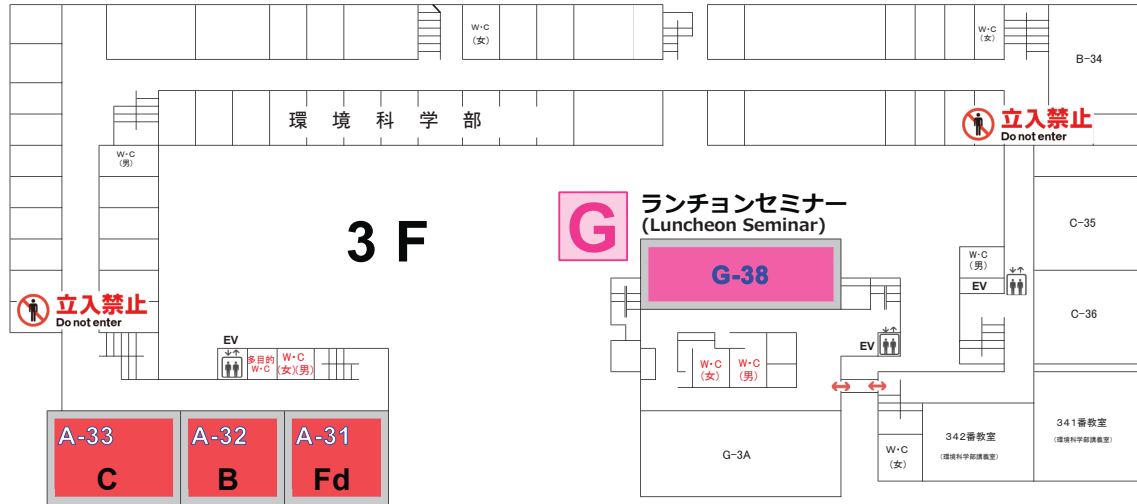 W・C
(女)
W・C
(女)
B-34
環境科学部
立入禁止
Do not enter
W・C
(男)
G
ランチョンセミナー
(Luncheon Seminar)
C-35
3 F
G-38
W・C
(男)
EV
立入禁止
Do not enter
C-36
EV
EV
多目的
W・C
W・C
(女)(男)
W・C
(女)
W・C
(男)
A-33
C
A-32
B
A-31
Fd
G-3A
W・C
(女)
342番教室
(環境科学部講義室)
341番教室
(環境科学部講義室)